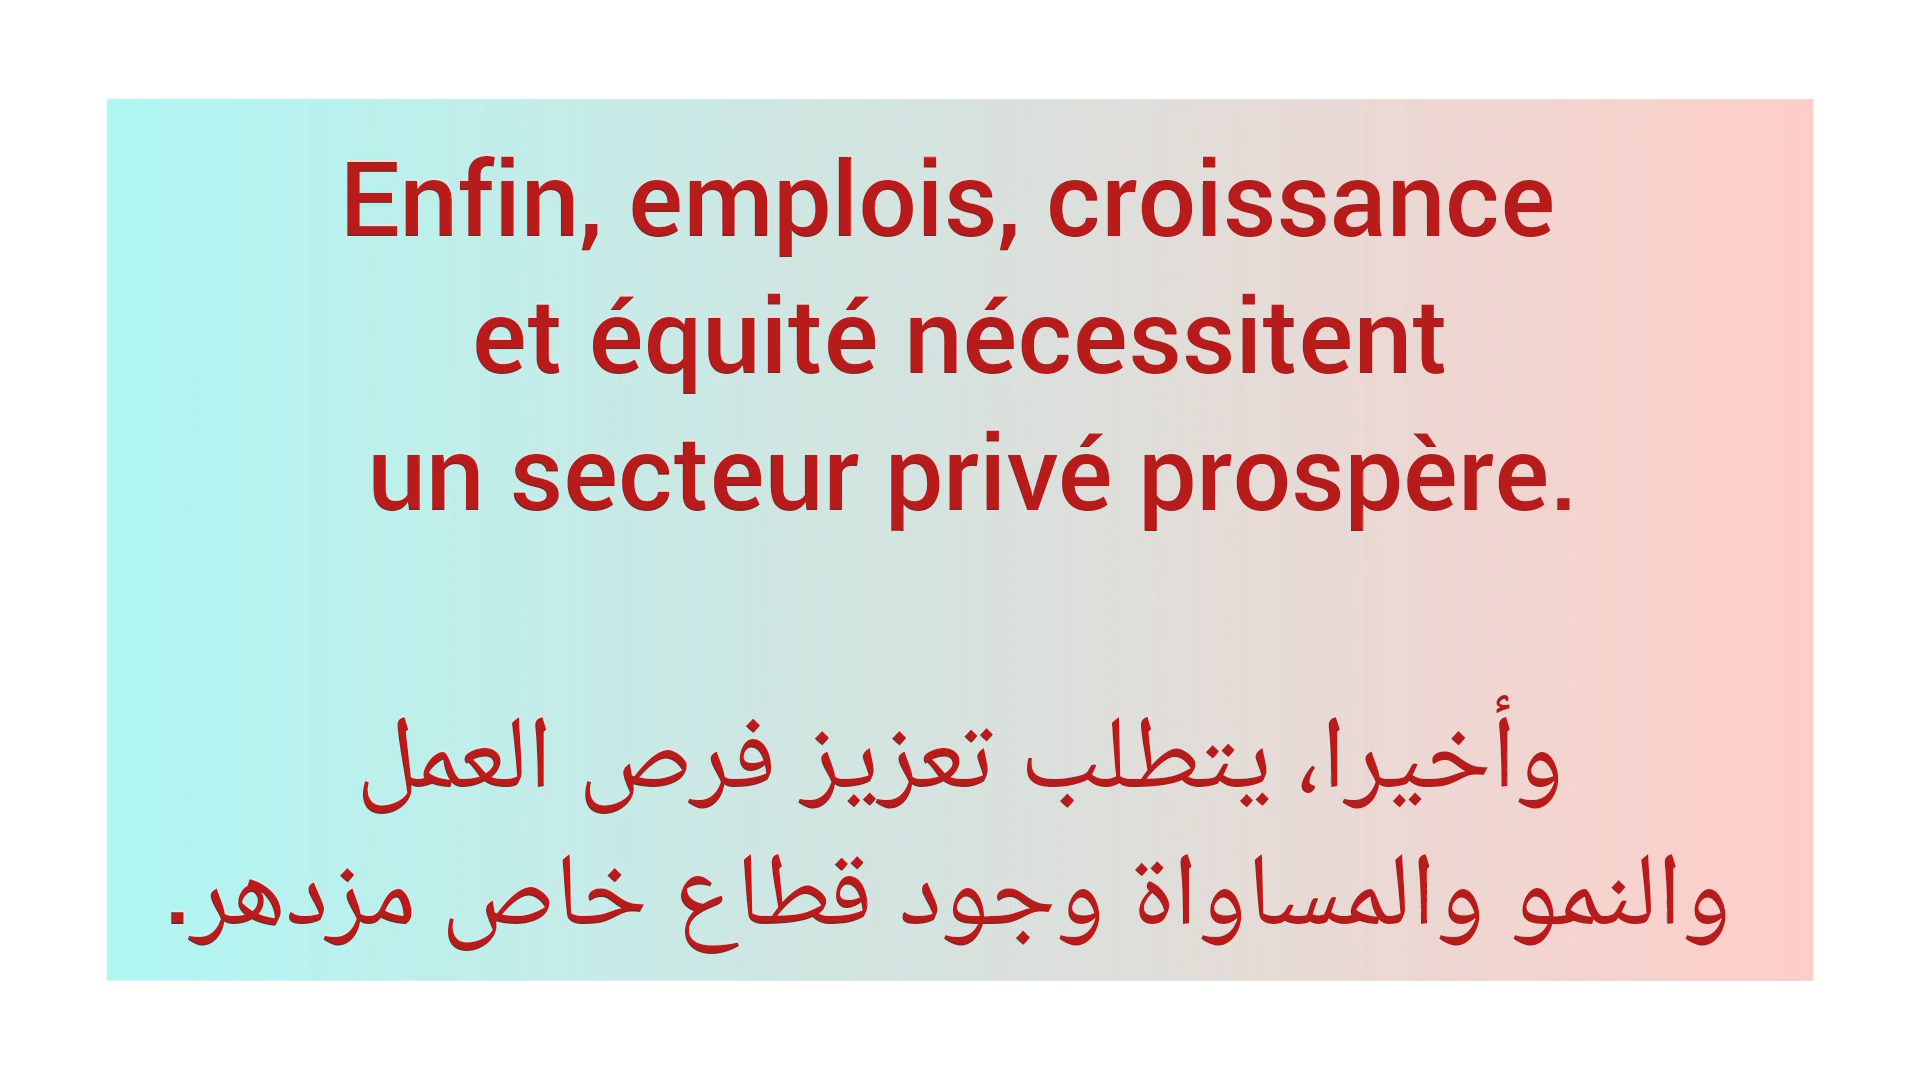 Enfin, emplois, croissance
et équité nécessitent
un secteur privé prospère.
وأخيرا، يتطلب تعزيز فرص العمل
والنمو والمساواة وجود قطاع خاص مزدهر.